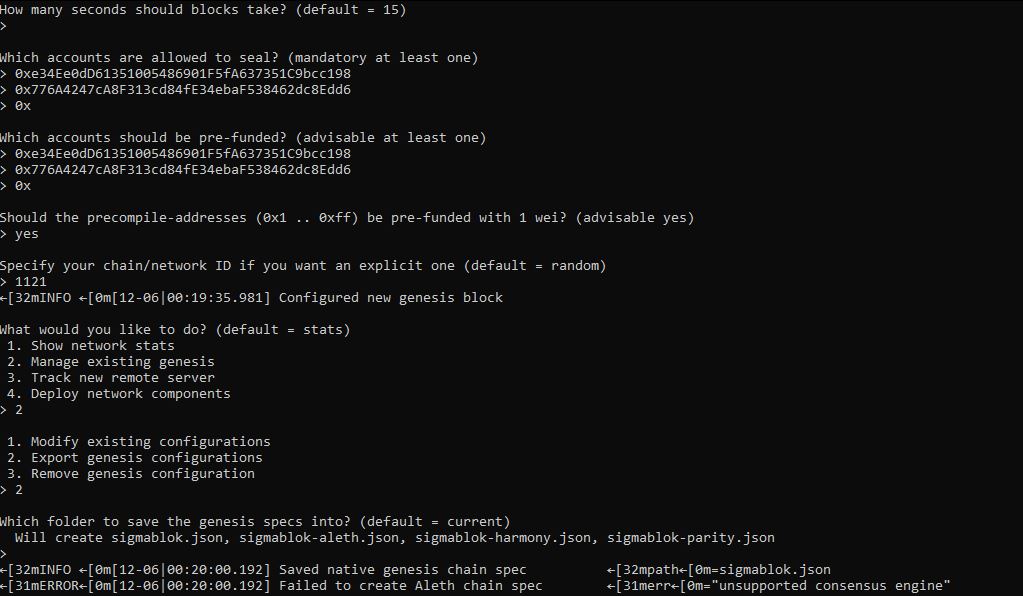 How many seconds should blocks take? (default = 15)
>
Which accounts are allowed to seal? (mandatory at least one)
> 0xe34Ee0dD61351005486901F5fA637351C9bcc198
> 0x776A4247cA8F313cd84fE34ebaF538462dc8Edd6
> 0x
Which accounts should be pre-funded? (advisable at least one)
> 0xe34Ee0dD61351005486901F5fA637351C9bcc198
> 0x776A4247cA8F313cd84fE34ebaF538462dc8Edd6
> 0x
Should the precompile-addresses (0x1 .. 0xff) be pre-funded with 1 wei? (advisable yes)
> yes
Specify your chain/network ID if you want an explicit one (default = random)
> 1121
←[32mINFO ←[0m[12-06|00:19:35.981] Configured new genesis block
What would you like to do? (default = stats)
1. Show network stats
2. Manage existing genesis
3. Track new remote server
4. Deploy network components
> 2
1. Modify existing configurations
2. Export genesis configurations
3. Remove genesis configuration
> 2
Which folder to save the genesis specs into? (default = current)
Will create sigmablok.json, sigmablok-aleth.json, sigmablok-harmony.json, sigmablok-parity.json
>
←[32mINFO ←[0m[12-06|00:20:00.192] Saved native genesis chain spec ←[32mpath←[0m=sigmablok.json
←[31mERROR←[0m[12-06|00:20:00.192] Failed to create Aleth chain spec ←[31merr←[0m="unsupported consensus engine"